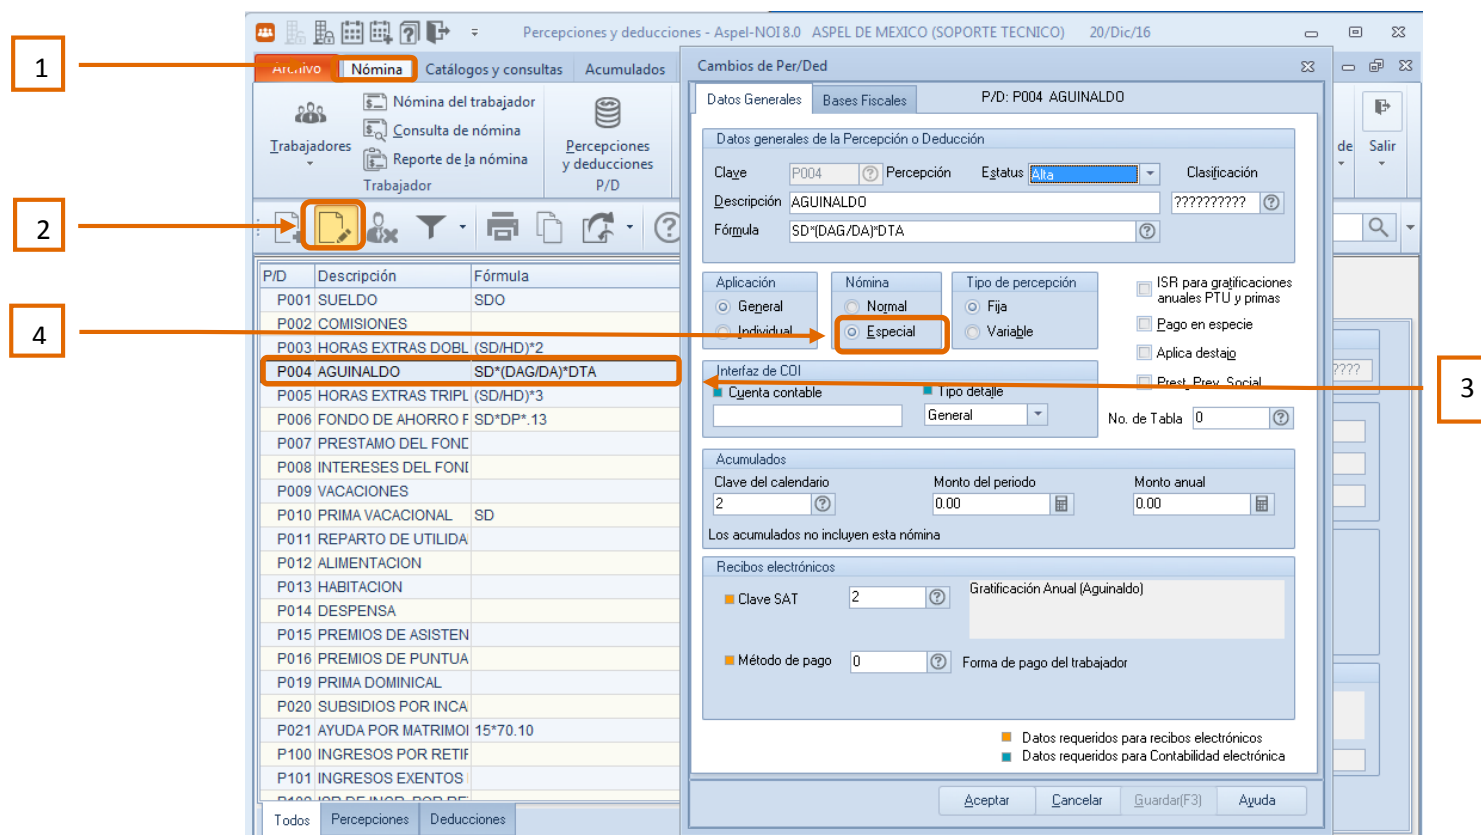 Percepciones y deducciones - Aspel-NOI 8.0   ASPEL DE MEXICO (SOPORTE TECNICO)   20/Dic/16
1
Archivo   Nómina   Catálogos y consultas   Acumulados
Trabajadores
Nómina del trabajador
Consulta de nómina
Reporte de la nómina
Trabajador
Percepciones
y deducciones
P/D
de   Salir
2
P/D   Descripción   Fórmula
P001 SUELDO   SDO
P002 COMISIONES
P003 HORAS EXTRAS DOBL   (SD/HD)*2
P004 AGUINALDO   SD*(DAG/DA)*DTA
P005 HORAS EXTRAS TRIPL   (SD/HD)*3
P006 FONDO DE AHORRO F   SD*DP*.13
P007 PRESTAMO DEL FOND
P008 INTERESES DEL FOND
P009 VACACIONES
P010 PRIMA VACACIONAL   SD
P011 REPARTO DE UTILIDA
P012 ALIMENTACION
P013 HABITACION
P014 DESPENSA
P015 PREMIOS DE ASISTEN
P016 PREMIOS DE PUNTUA
P019 PRIMA DOMINICAL
P020 SUBSIDIOS POR INCA
P021 AYUDA POR MATRIMO   15*70.10
P100 INGRESOS POR RETIF
P101 INGRESOS EXENTOS
Todos   Percepciones   Deducciones
4
3
Cambios de Per/Ded
Datos Generales   Bases Fiscales   P/D: P004  AGUINALDO
Datos generales de la Percepción o Deducción
Clave   P004   Percepción   Estatus   Alta   Clasificación
Descripción   AGUINALDO   ??????????
Fórmula   SD*(DAG/DA)*DTA
Aplicación
General
Individual
Nómina
Normal
Especial
Tipo de percepción
Fija
Variable
ISR para gratificaciones
anuales PTU y primas
Pago en especie
Aplica destajo
Prest. Prev. Social
No. de Tabla   0
Interfaz de COI
Cuenta contable   Tipo detalle
General
????
Acumulados
Clave del calendario   Monto del periodo   Monto anual
2   0.00   0.00
Los acumulados no incluyen esta nómina
Recibos electrónicos
Clave SAT   2   Gratificación Anual (Aguinaldo)
Método de pago   0   Forma de pago del trabajador
Datos requeridos para recibos electrónicos
Datos requeridos para Contabilidad electrónica
Aceptar   Cancelar   Guardar(F3)   Ayuda